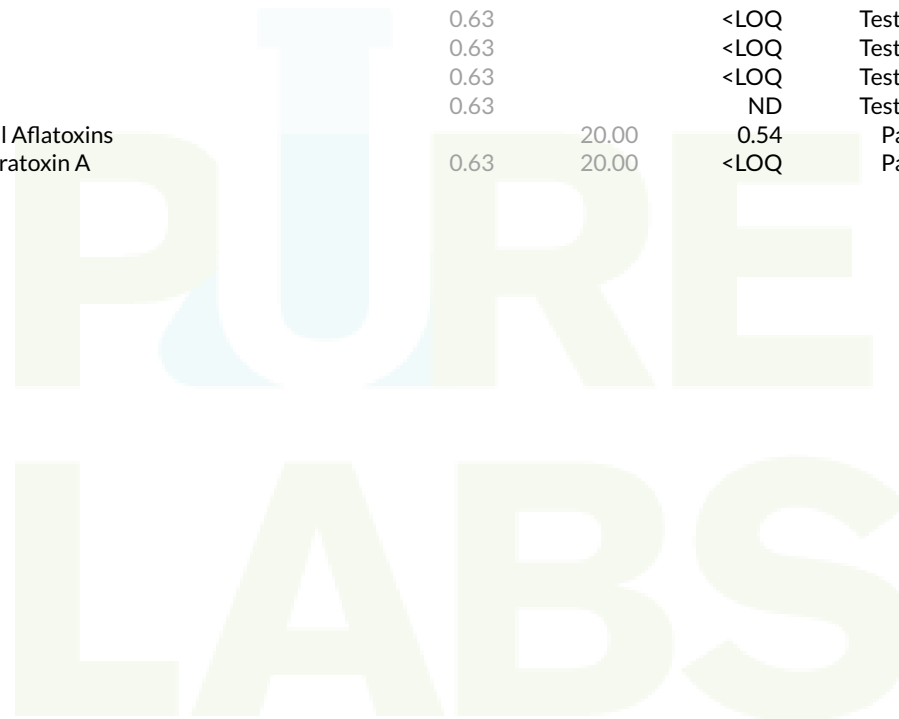 0.63 <LOQ Test
0.63 <LOQ Test
0.63 <LOQ Test
0.63 ND Test
l Aflatoxins 20.00 0.54 Pa
ratoxin A 0.63 20.00 <LOQ Pa
PURE
LABS